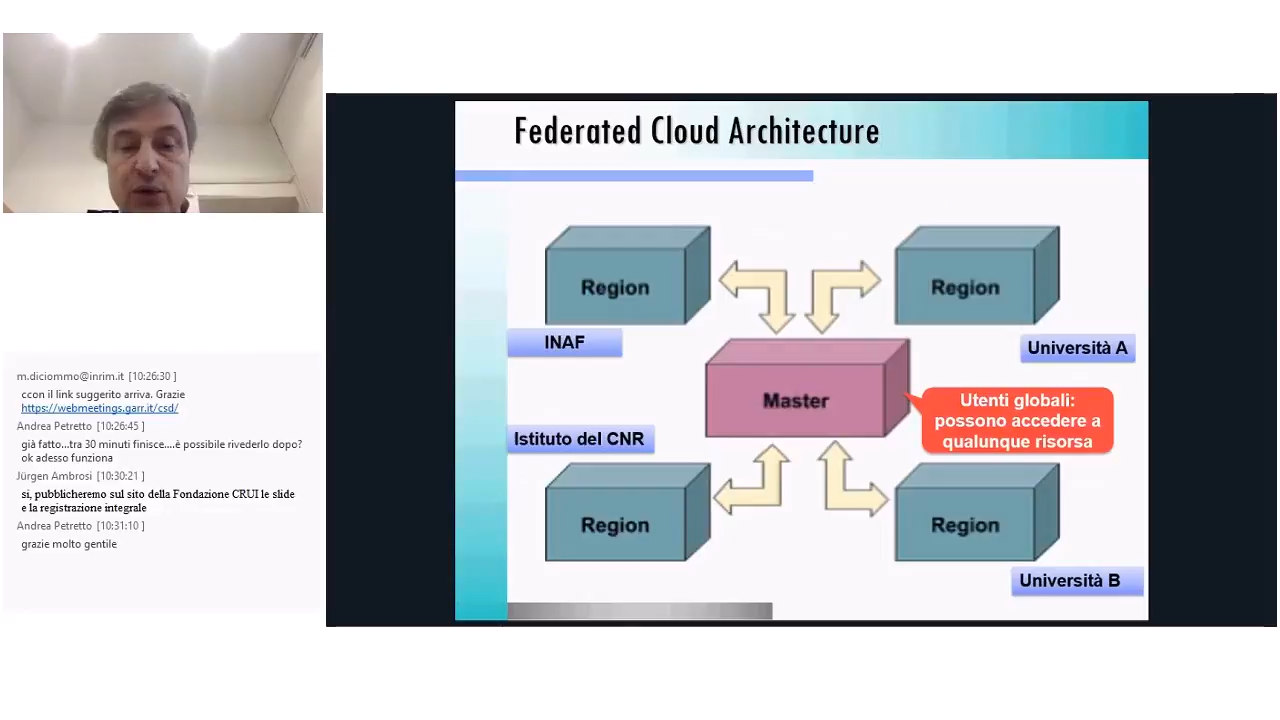 Federated Cloud Architecture
Region
Region
INAF
Università A
Master
Utenti globali:
possono accedere a
qualunque risorsa
Istituto del CNR
Region
Region
Università B
m.diciommo@inrim.it [10:26:30 ]
ccon il link suggerito arriva. Grazie
https://webmeetings.garr.it/csd/
Andrea Petretto [10:26:45 ]
già fatto...tra 30 minuti finisce....è possibile rivederlo dopo?
ok adesso funziona
Jürgen Ambrosi [10:30:21 ]
si, pubblicheremo sul sito della Fondazione CRUI le slide
e la registrazione integrale
Andrea Petretto [10:31:10 ]
grazie molto gentile